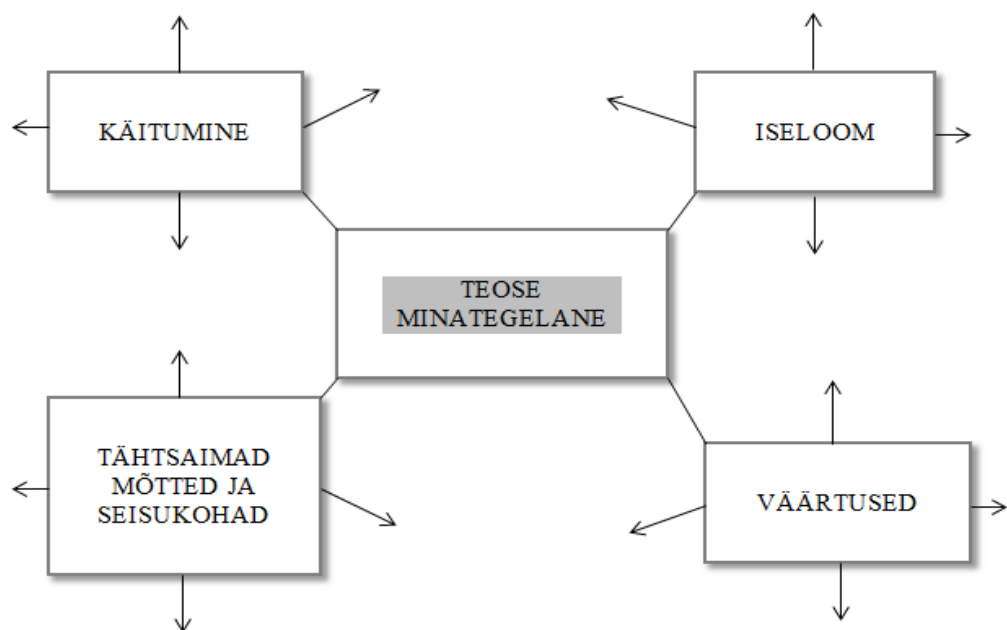 KÄITUMINE
ISELOOM
TEOSE
MINATEGELANE
TÄHTSAIMAD
MÕTTED JA
SEISUKOHAD
VÄÄRTUSED